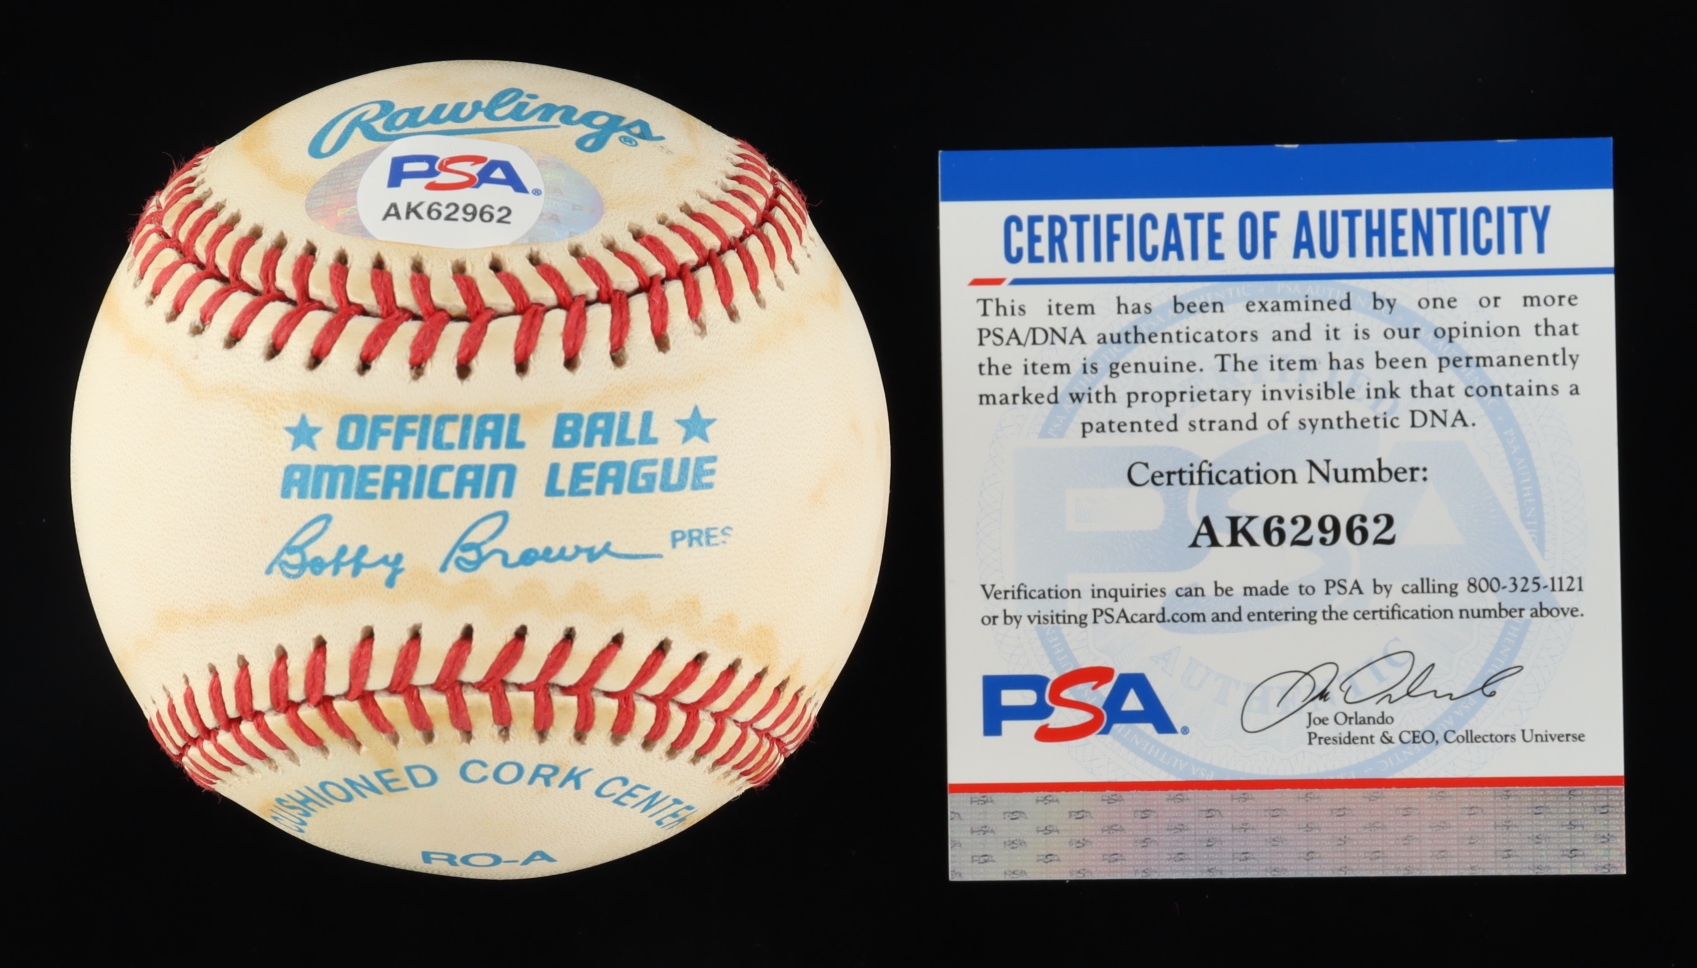 Rawlings®
PSA®
AK62962
★ OFFICIAL BALL ★
AMERICAN LEAGUE
Bobby Brown PRES
CUSHIONED CORK CENTER
RO-A
CERTIFICATE OF AUTHENTICITY
This item has been examined by one or more
PSA/DNA authenticators and it is our opinion that
the item is genuine. The item has been permanently
marked with proprietary invisible ink that contains a
patented strand of synthetic DNA.
Certification Number:
AK62962
Verification inquiries can be made to PSA by calling 800-325-1121
or by visiting PSAcard.com and entering the certification number above.
PSA®
Joe Orlando
President & CEO, Collectors Universe